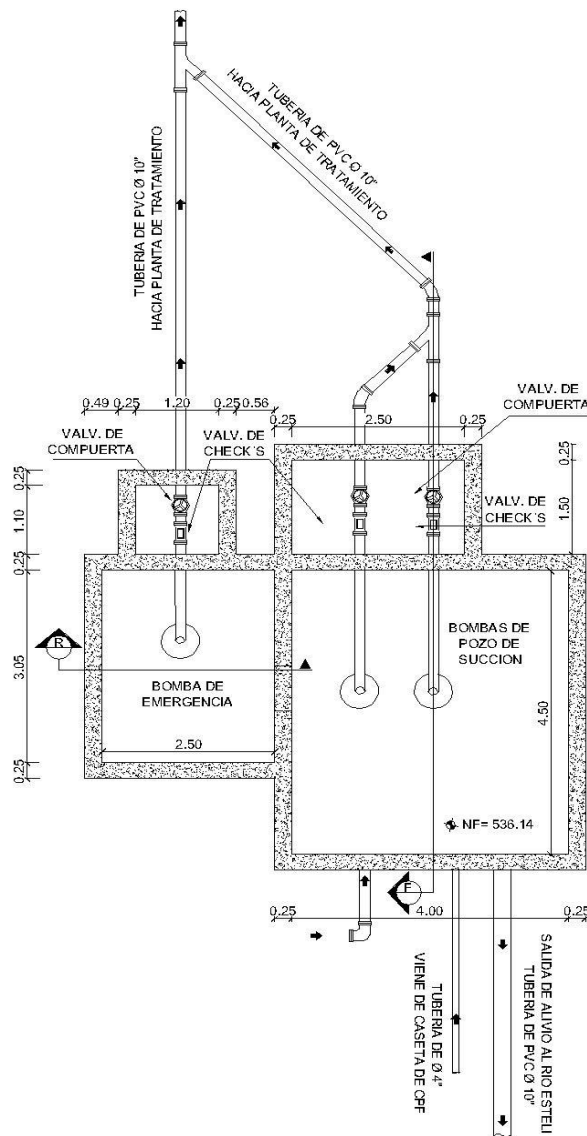 TUBERIA DE PVC Ø 10"
HACIA PLANTA DE TRATAMIENTO
TUBERIA DE PVC Ø 10"
HACIA PLANTA DE TRATAMIENTO
0.49 0.25 1.20 0.25 0.56
0.25 2.50 0.25
VALV. DE
COMPUERTA
VALV. DE
CHECK´S
VALV. DE
COMPUERTA
VALV. DE
CHECK´S
0.25
1.10
0.25
3.05
0.25
0.25
1.50
R
BOMBA DE
EMERGENCIA
BOMBAS DE
POZO DE
SUCCION
2.50
4.50
NF= 536.14
F
0.25 4.00 0.25
TUBERIA DE Ø 4"
VIENE DE CASETA DE CPF
SALIDA DE ALIVIO AL RIO ESTELI
TUBERIA DE PVC Ø 10"